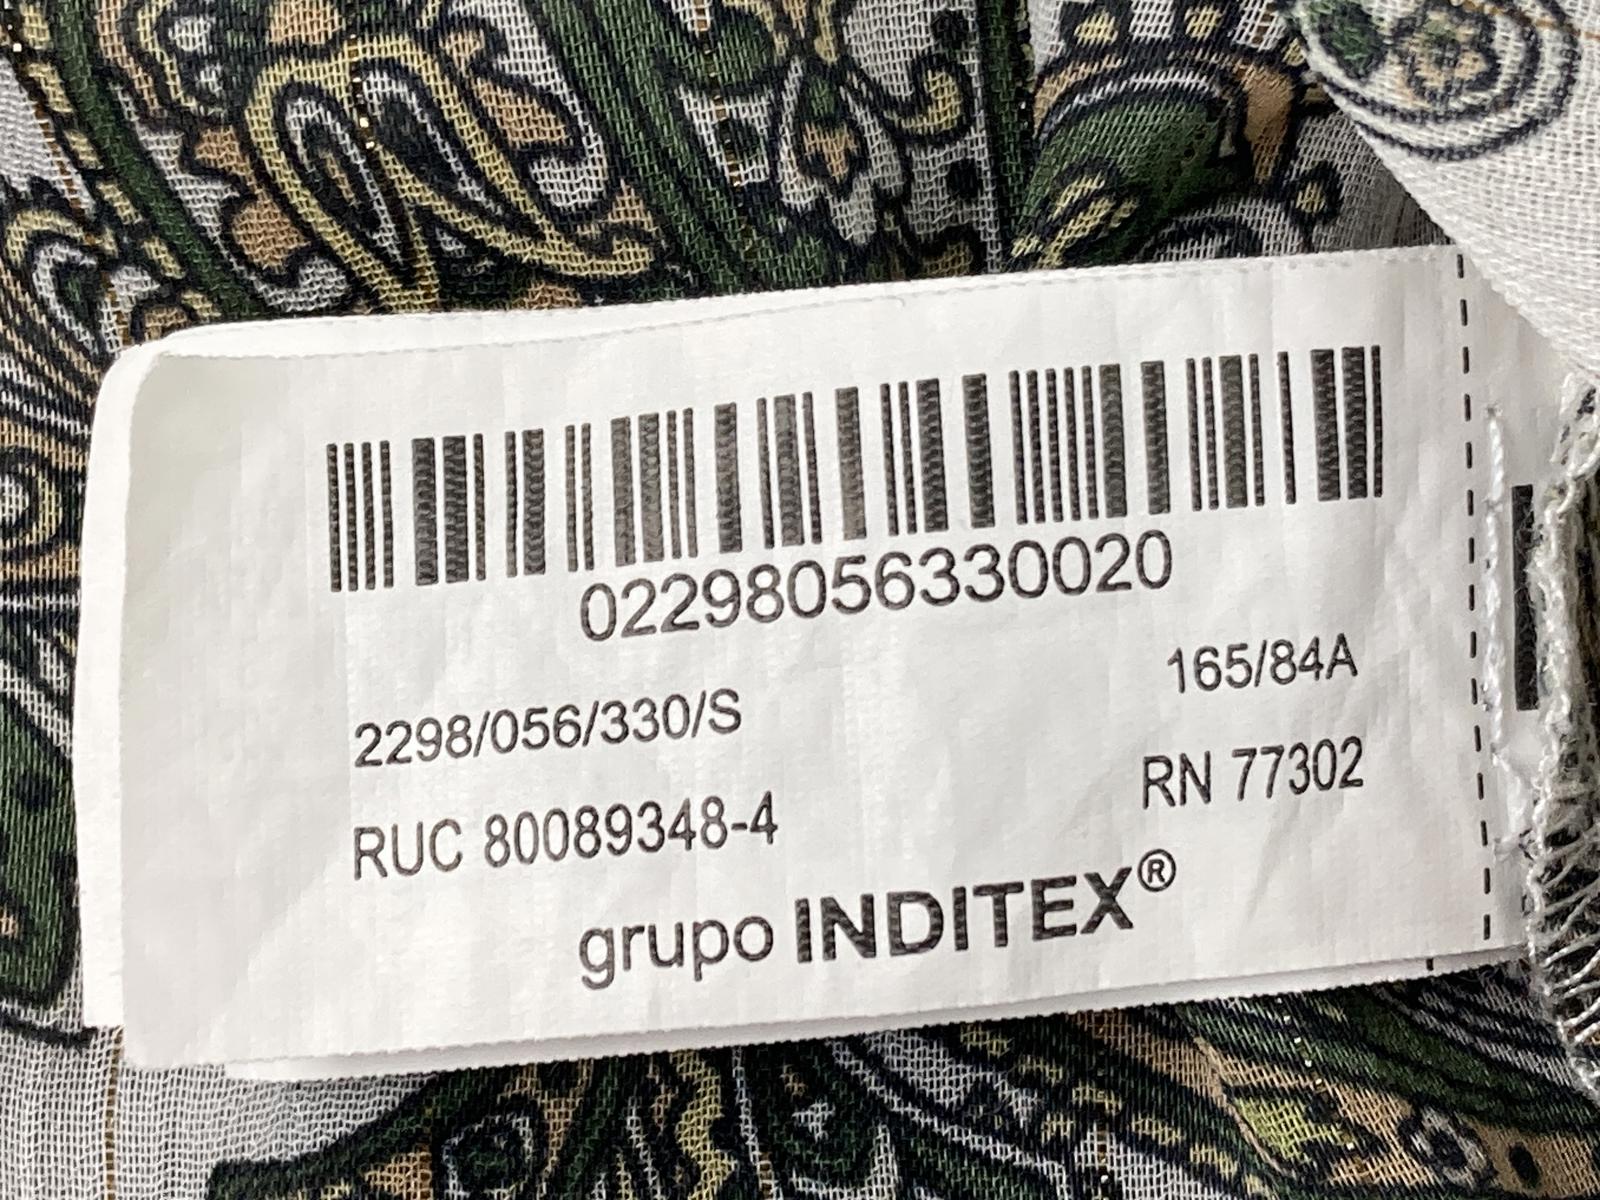 02298056330020
165/84A
2298/056/330/S
RN 77302
RUC 80089348-4
grupo INDITEX®